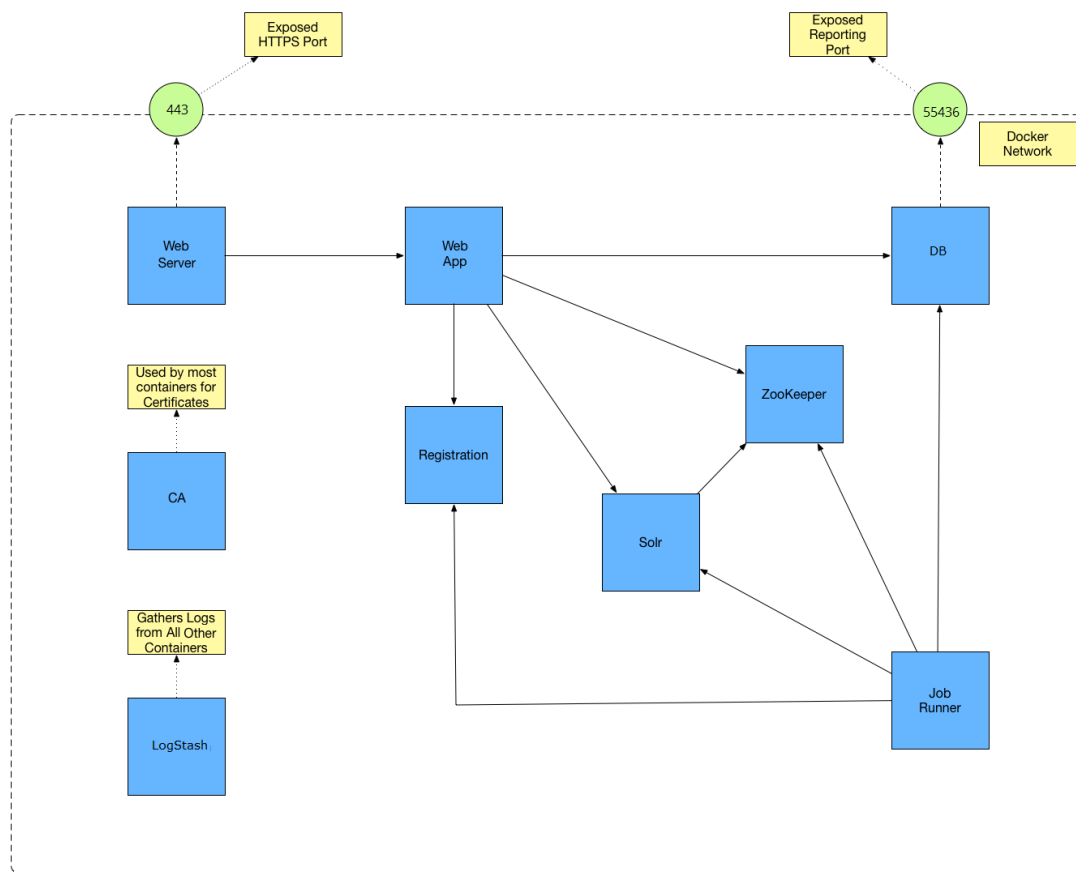 Exposed
HTTPS Port
Exposed
Reporting
Port
443
55436
Docker
Network
Web
Server
Web
App
DB
Used by most
containers for
Certificates
ZooKeeper
Registration
CA
Solr
Gathers Logs
from All Other
Containers
Job
Runner
LogStash